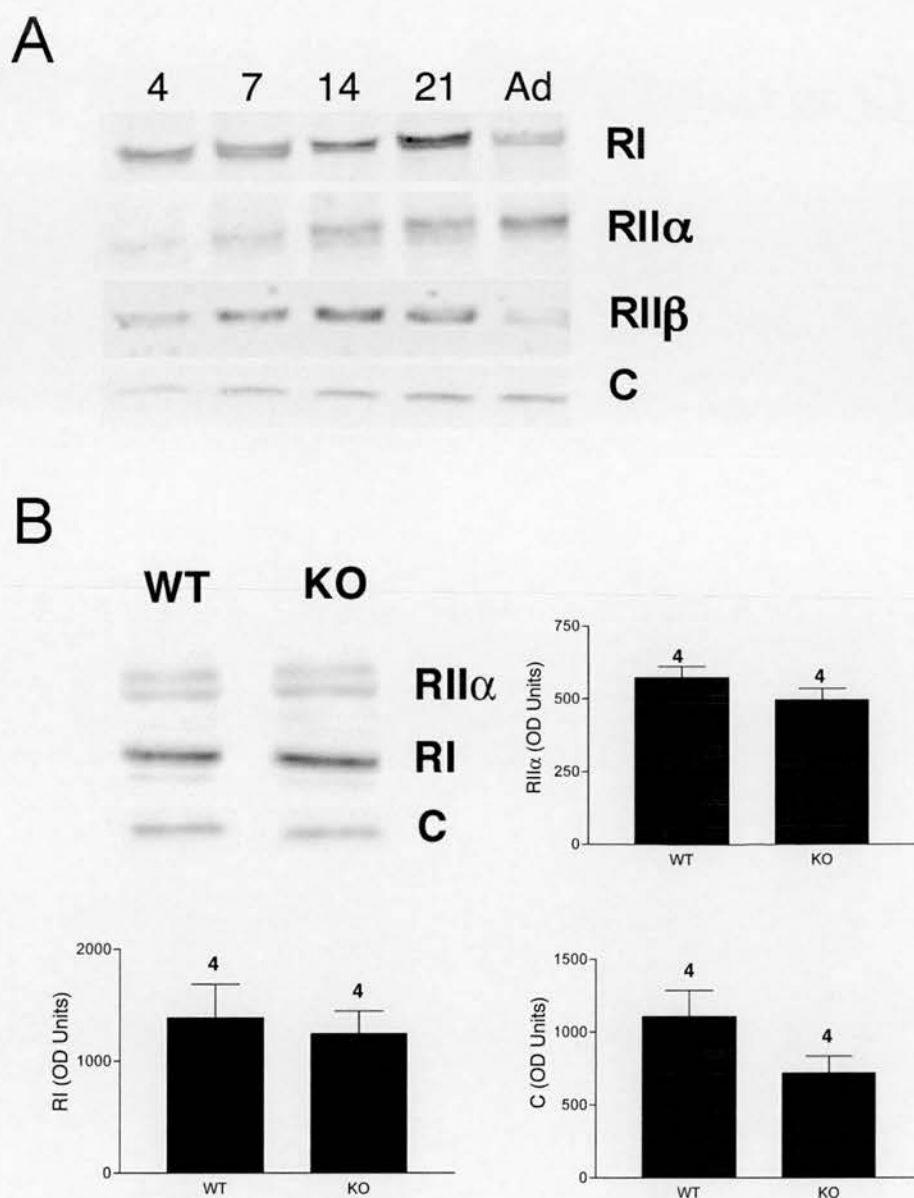 A
4 7 14 21 Ad
RI
RIIα
RIIβ
C
B
WT KO
RIIα
RI
C
RIIα (OD Units)
750
500
250
0
4 4
WT KO
RI (OD Units)
2000
1000
0
4 4
WT KO
C (OD Units)
1500
1000
500
0
4 4
WT KO